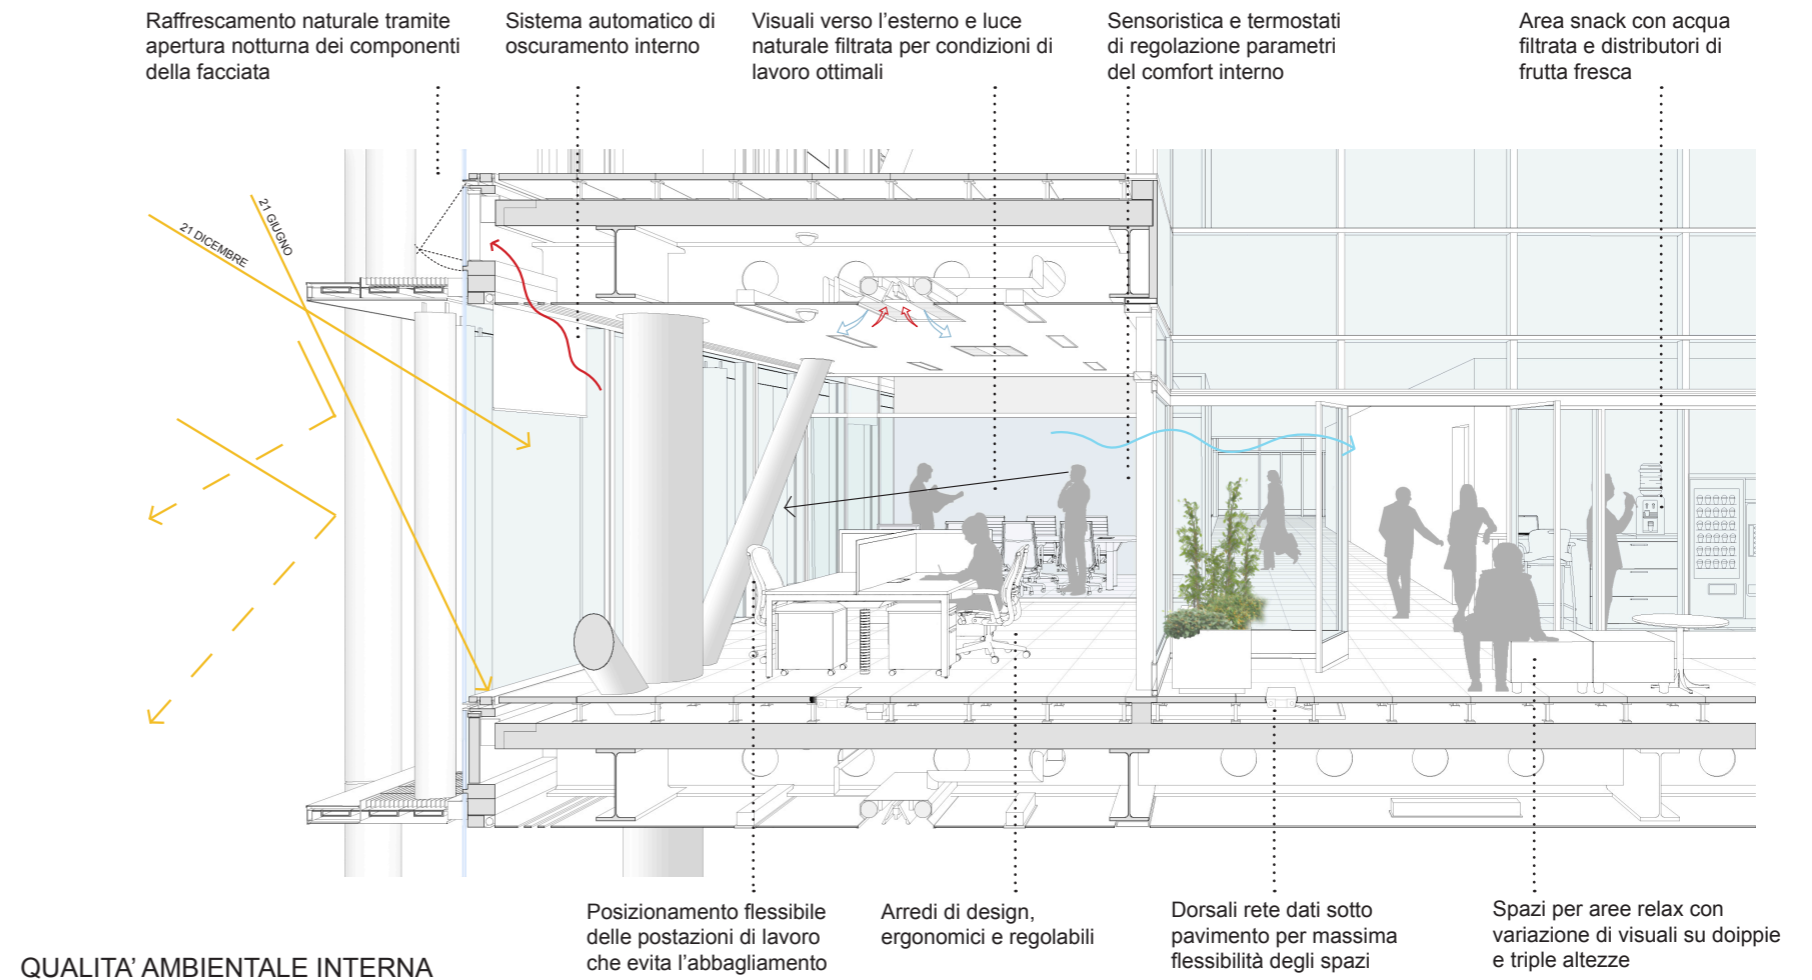 Raffrescamento naturale tramite
apertura notturna dei componenti
della facciata
Sistema automatico di
oscuramento interno
Visuali verso l'esterno e luce
naturale filtrata per condizioni di
lavoro ottimali
Sensoristica e termostati
di regolazione parametri
del comfort interno
Area snack con acqua
filtrata e distributori di
frutta fresca
21 DICEMBRE
21 GIUGNO
Posizionamento flessibile
delle postazioni di lavoro
che evita l'abbagliamento
Arredi di design,
ergonomici e regolabili
Dorsali rete dati sotto
pavimento per massima
flessibilità degli spazi
Spazi per aree relax con
variazione di visuali su doippie
e triple altezze
QUALITA' AMBIENTALE INTERNA